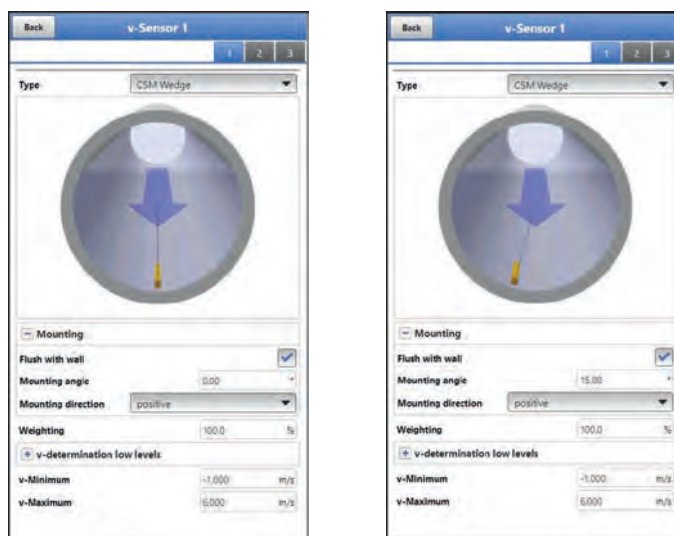 Back v-Sensor 1
1 2 3
Type CSM Wedge
Mounting
Flush with wall
Mounting angle 0.00 °
Mounting direction positive
Weighting 100.0 %
v-determination low levels
v-Minimum -1.000 m/s
v-Maximum 6.000 m/s
Back v-Sensor 1
1 2 3
Type CSM Wedge
Mounting
Flush with wall
Mounting angle 15.00 °
Mounting direction positive
Weighting 100.0 %
v-determination low levels
v-Minimum -1.000 m/s
v-Maximum 6.000 m/s